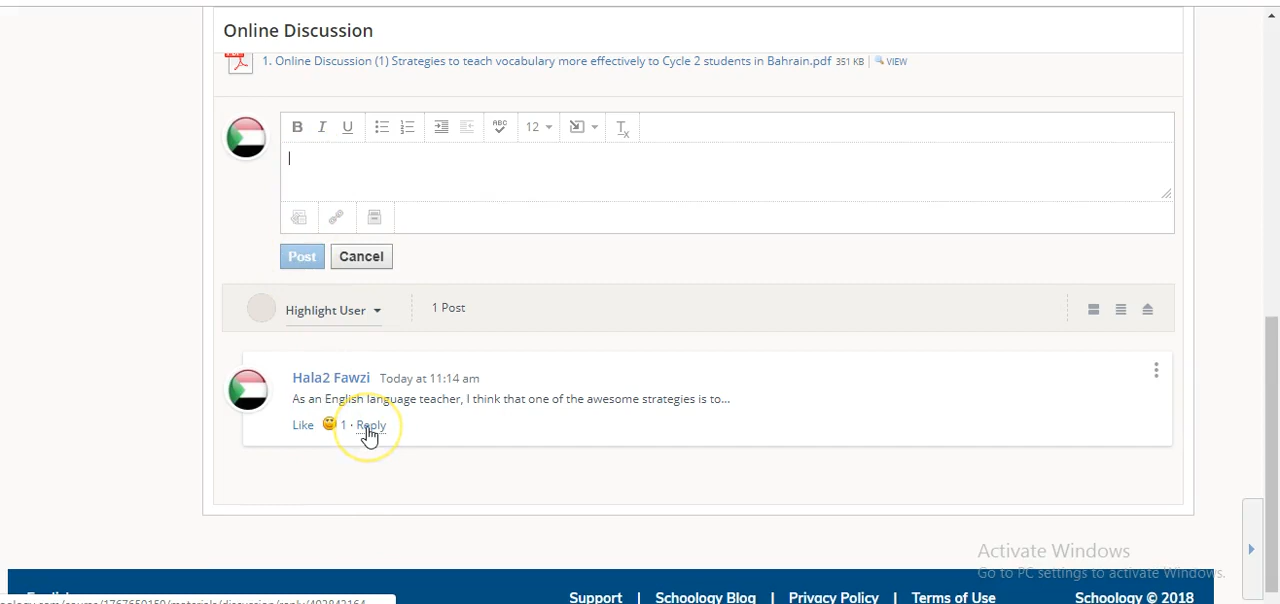 Online Discussion
1. Online Discussion (1) Strategies to teach vocabulary more effectively to Cycle 2 students in Bahrain.pdf 351 KB | VIEW
B I U ABC 12 Tx
Post Cancel
Highlight User 1 Post
Hala2 Fawzi Today at 11:14 am
As an English language teacher, I think that one of the awesome strategies is to...
Like 1 · Reply
Activate Windows
Go to PC settings to activate Windows.
English
Support | Schoology Blog | Privacy Policy | Terms of Use Schoology © 2018